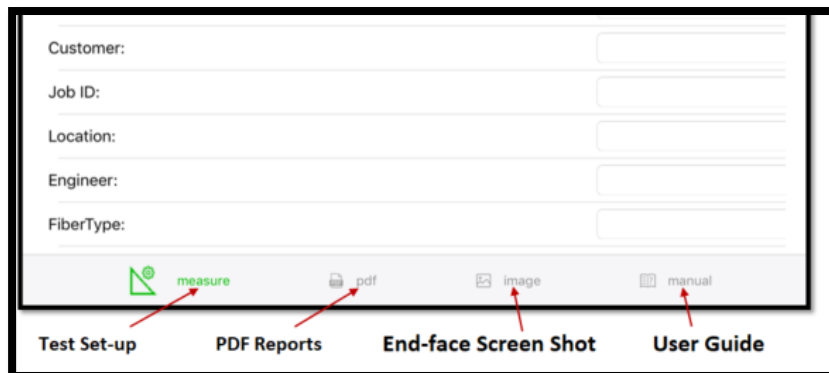 Customer:
Job ID:
Location:
Engineer:
FiberType:
measure pdf image manual
Test Set-up PDF Reports End-face Screen Shot User Guide